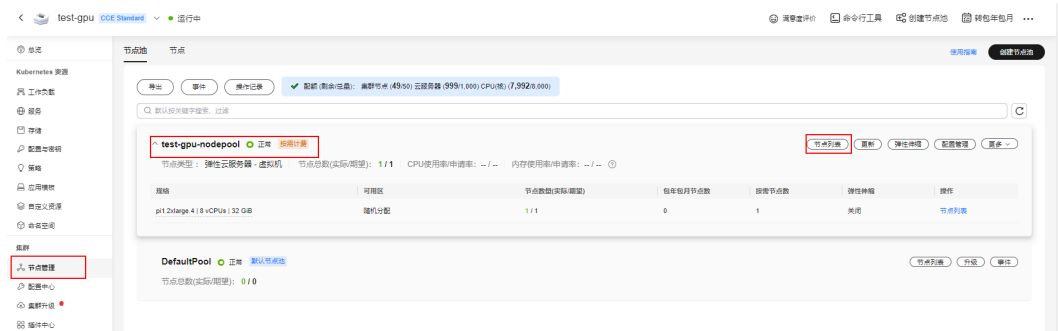 test-gpu CCE Standard 运行中 满意度评价 命令行工具 创建节点池 转包年包月 ...
总览
Kubernetes 资源
工作负载
服务
存储
配置与密钥
策略
应用模板
自定义资源
命名空间
集群
节点管理
配置中心
集群升级
插件中心
节点池 节点 使用指南 创建节点池
导出 事件 操作记录 配额 (剩余/总量): 集群节点 (49/50) 云服务器 (999/1,000) CPU(核) (7,992/8,000)
默认按关键字搜索、过滤
test-gpu-nodepool 正常 按需计费 节点列表 更新 弹性伸缩 配置管理 更多
节点类型: 弹性云服务器 - 虚拟机 节点总数(实际/期望): 1 / 1 CPU使用率/申请率: -- / -- 内存使用率/申请率: -- / --
规格 可用区 节点数量(实际/期望) 包年包月节点数 按需节点数 弹性伸缩 操作
pi1.2xlarge.4 | 8 vCPUs | 32 GiB 随机分配 1 / 1 0 1 关闭 节点列表
DefaultPool 正常 默认节点池 节点列表 升级 事件
节点总数(实际/期望): 0 / 0